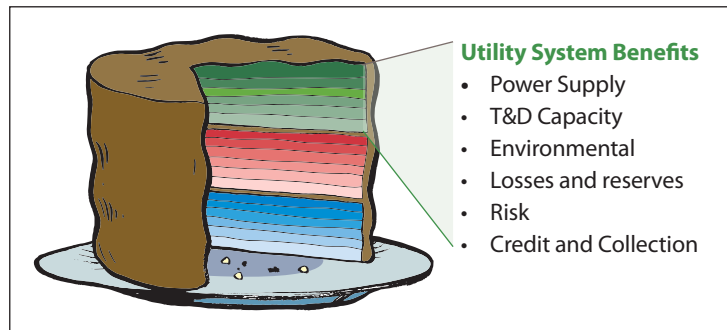 Utility System Benefits
• Power Supply
• T&D Capacity
• Environmental
• Losses and reserves
• Risk
• Credit and Collection